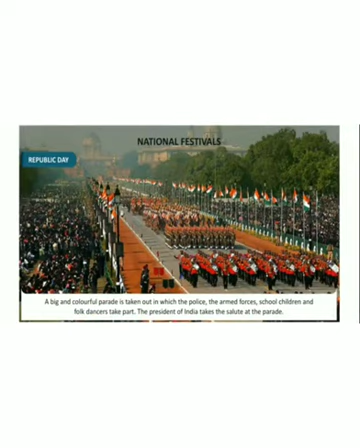 NATIONAL FESTIVALS
REPUBLIC DAY
A big and colourful parade is taken out in which the police, the armed forces, school children and
folk dancers take part. The president of India takes the salute at the parade.